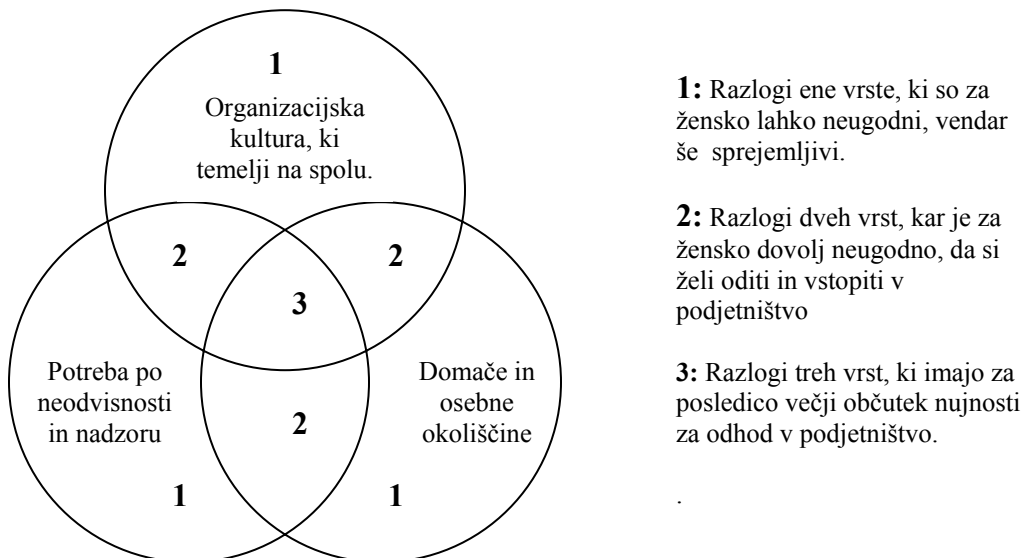 1
Organizacijska
kultura, ki
temelji na spolu.
2
2
3
Potreba po
neodvisnosti
in nadzoru
Domače in
osebne
okoliščine
2
1
1
1: Razlogi ene vrste, ki so za
žensko lahko neugodni, vendar
še sprejemljivi.
2: Razlogi dveh vrst, kar je za
žensko dovolj neugodno, da si
želi oditi in vstopiti v
podjetništvo
3: Razlogi treh vrst, ki imajo za
posledico večji občutek nujnosti
za odhod v podjetništvo.
.